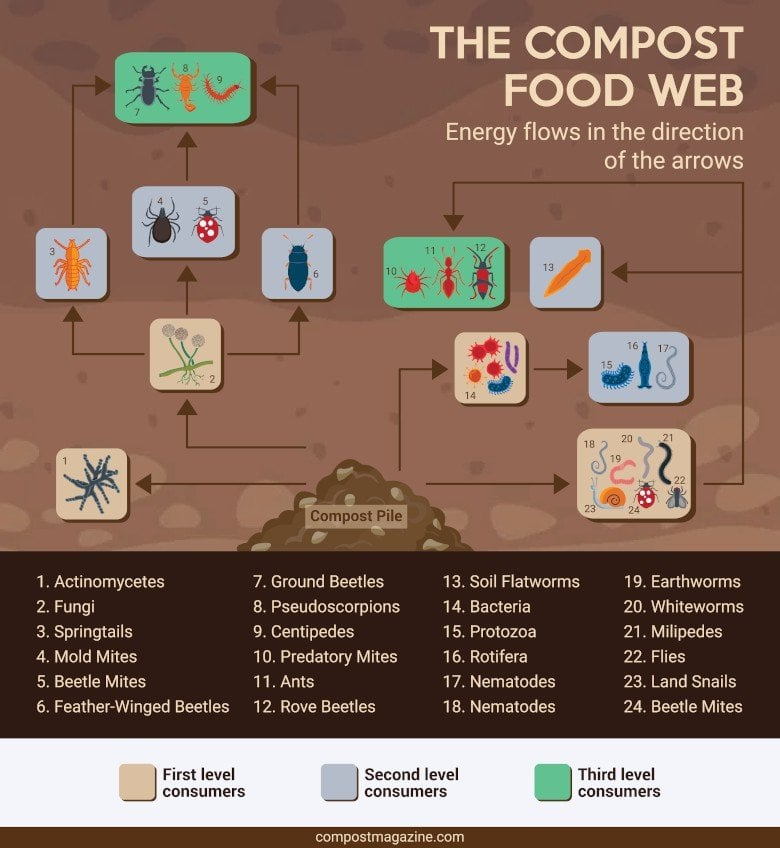 THE COMPOST
FOOD WEB
Energy flows in the direction
of the arrows
8
9
7
4
5
3
6
10
11
12
13
2
14
15
16
17
1
18
19
20
21
22
23
24
Compost Pile
1. Actinomycetes
2. Fungi
3. Springtails
4. Mold Mites
5. Beetle Mites
6. Feather-Winged Beetles
7. Ground Beetles
8. Pseudoscorpions
9. Centipedes
10. Predatory Mites
11. Ants
12. Rove Beetles
13. Soil Flatworms
14. Bacteria
15. Protozoa
16. Rotifera
17. Nematodes
18. Nematodes
19. Earthworms
20. Whiteworms
21. Milipedes
22. Flies
23. Land Snails
24. Beetle Mites
First level
consumers
Second level
consumers
Third level
consumers
compostmagazine.com